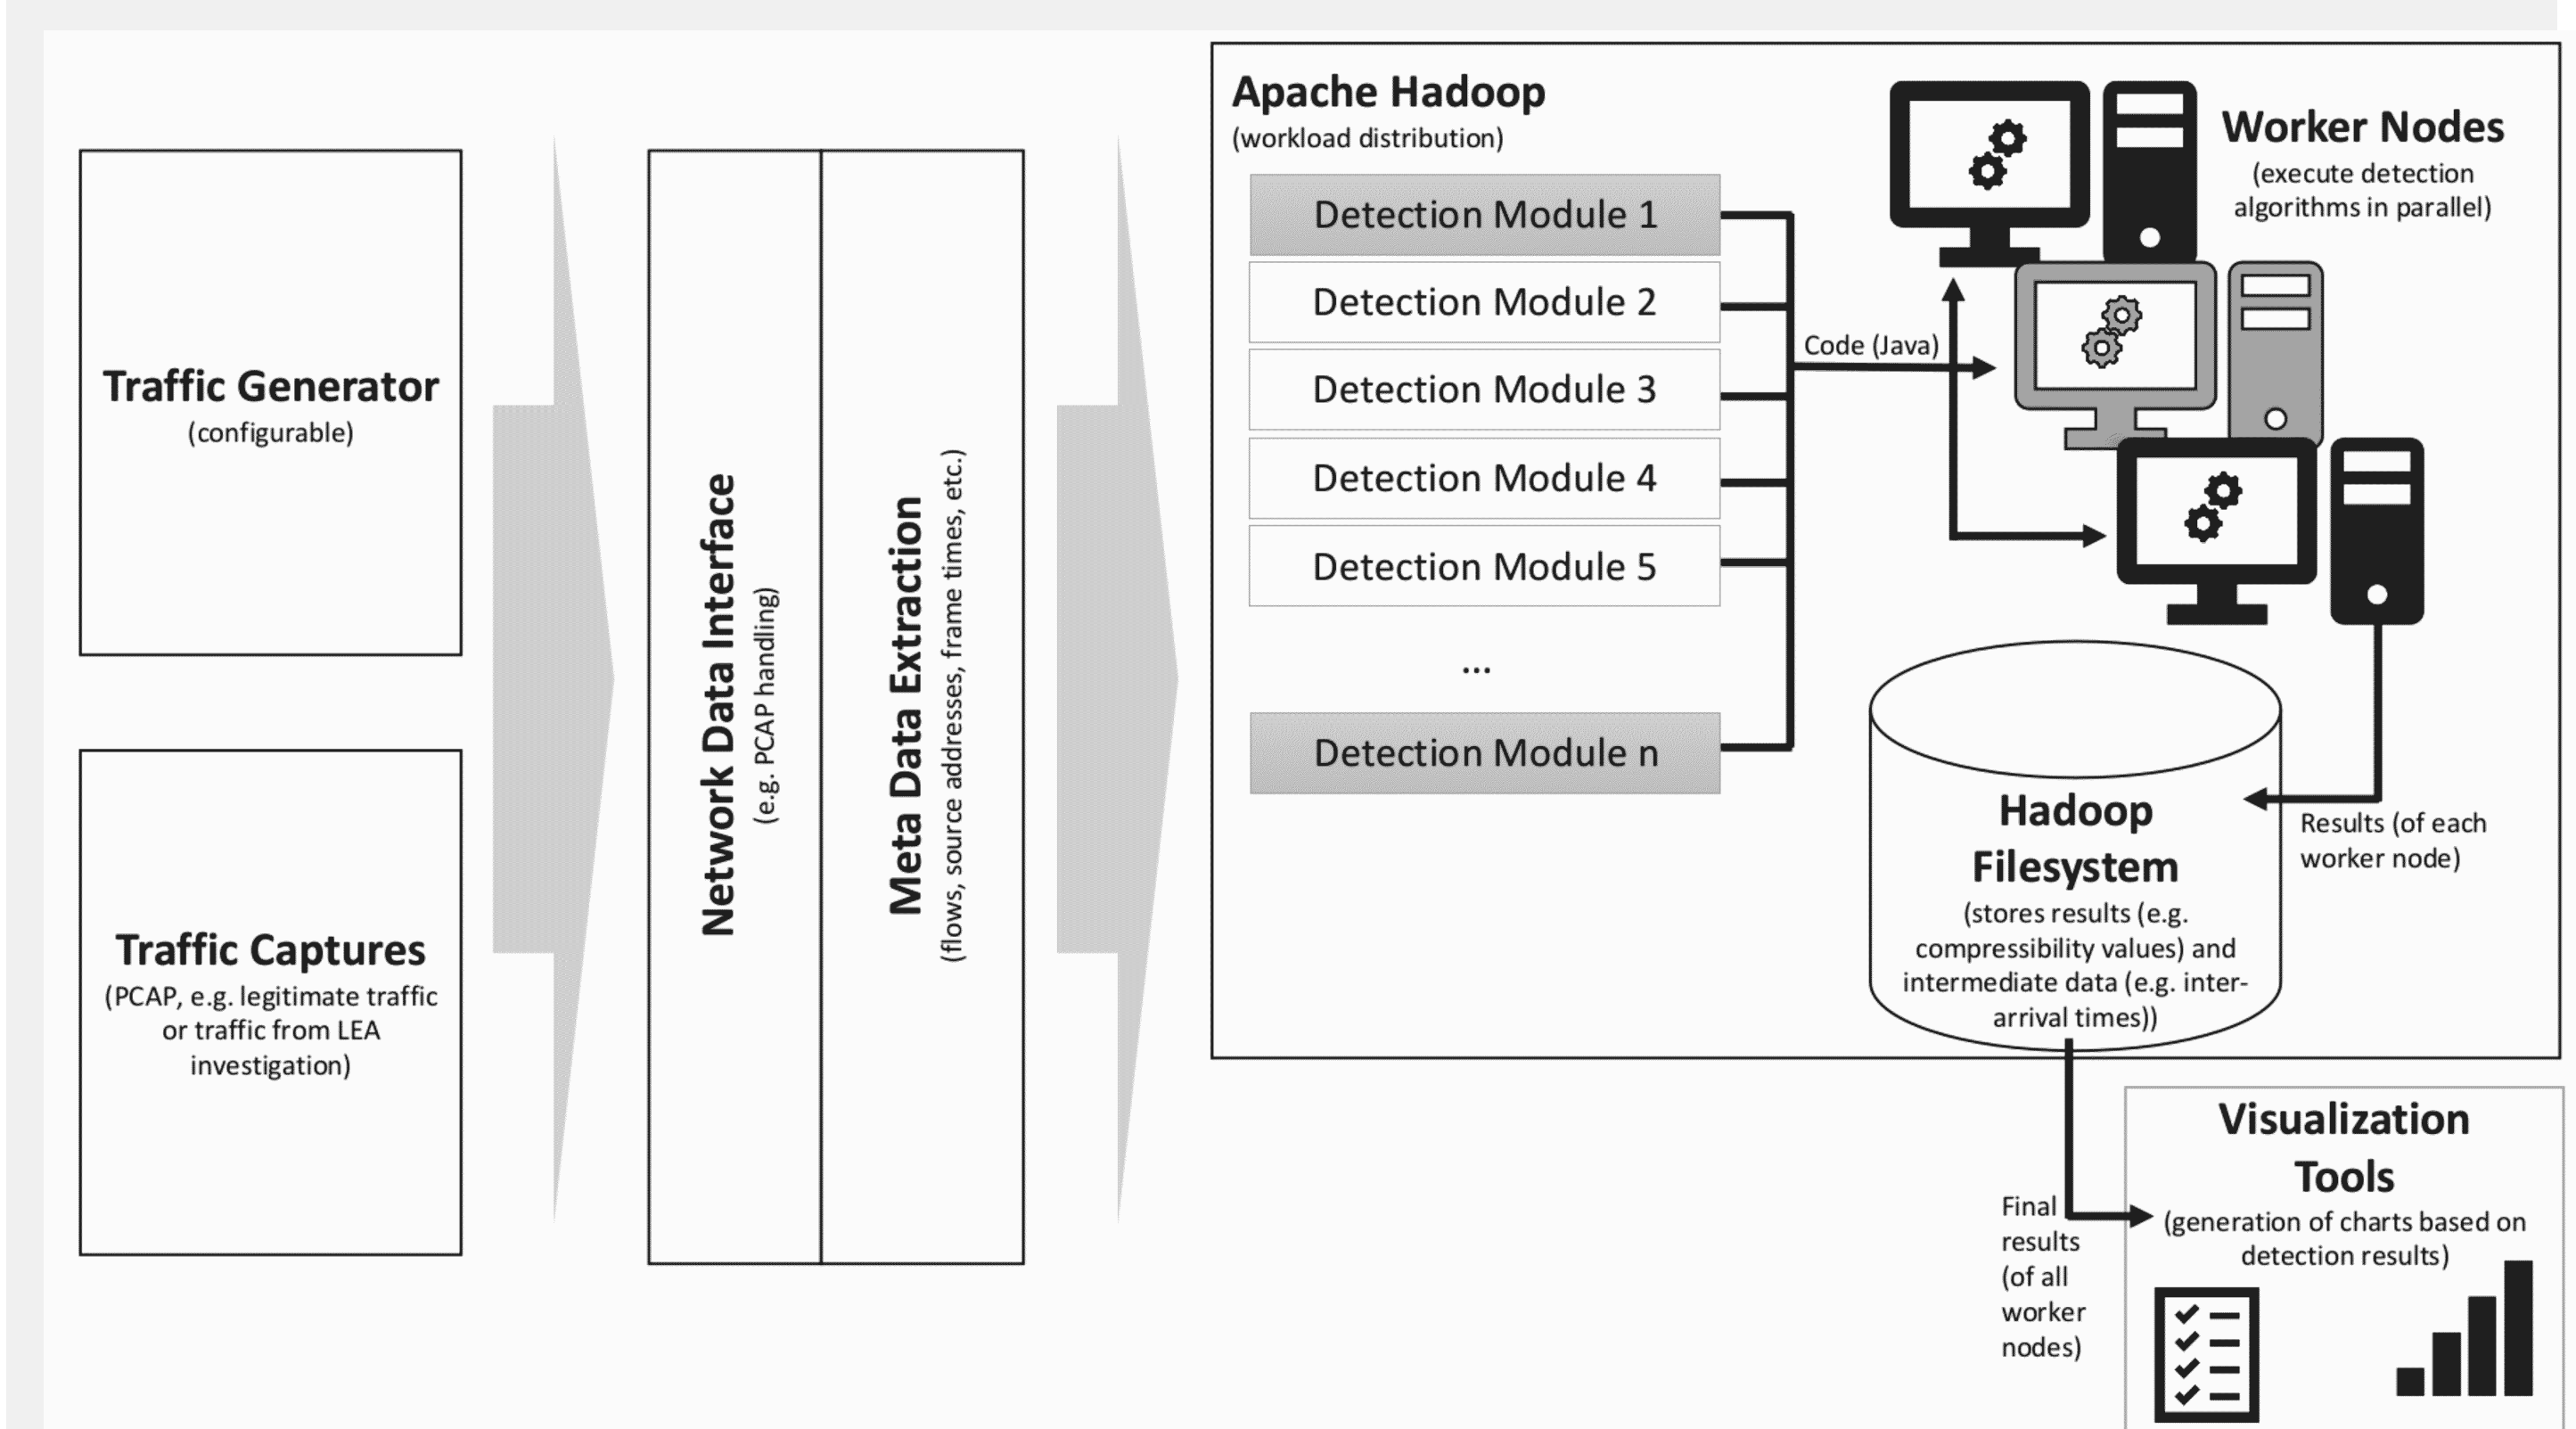 Traffic Generator
(configurable)
Traffic Captures
(PCAP, e.g. legitimate traffic
or traffic from LEA
investigation)
Network Data Interface
(e.g. PCAP handling)
Meta Data Extraction
(flows, source addresses, frame times, etc.)
Apache Hadoop
(workload distribution)
Detection Module 1
Detection Module 2
Detection Module 3
Detection Module 4
Detection Module 5
...
Detection Module n
Code (Java)
Worker Nodes
(execute detection
algorithms in parallel)
Hadoop
Filesystem
(stores results (e.g.
compressibility values) and
intermediate data (e.g. inter-
arrival times))
Results (of each
worker node)
Final
results
(of all
worker
nodes)
Visualization
Tools
(generation of charts based on
detection results)